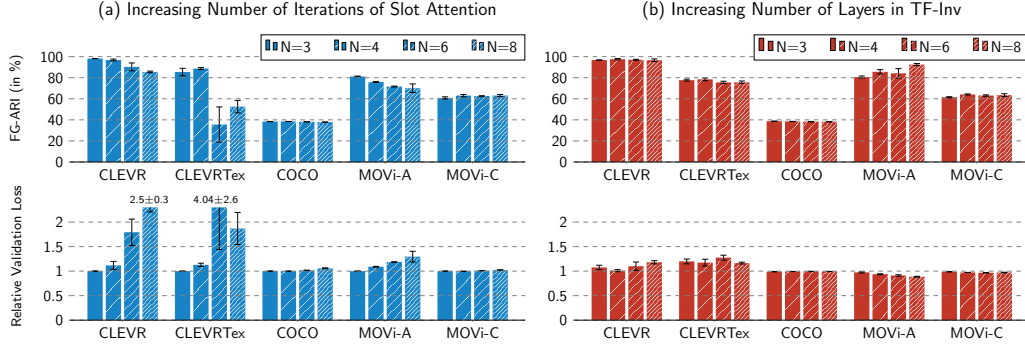 (a) Increasing Number of Iterations of Slot Attention
(b) Increasing Number of Layers in TF-Inv
N=3 N=4 N=6 N=8
N=3 N=4 N=6 N=8
FG-ARI (in %)
100
80
60
40
20
0
CLEVR CLEVRTex COCO MOVi-A MOVi-C
100
80
60
40
20
0
CLEVR CLEVRTex COCO MOVi-A MOVi-C
Relative Validation Loss
2.5±0.3 4.04±2.6
2
1.5
1
0.5
0
CLEVR CLEVRTex COCO MOVi-A MOVi-C
2
1.5
1
0.5
0
CLEVR CLEVRTex COCO MOVi-A MOVi-C